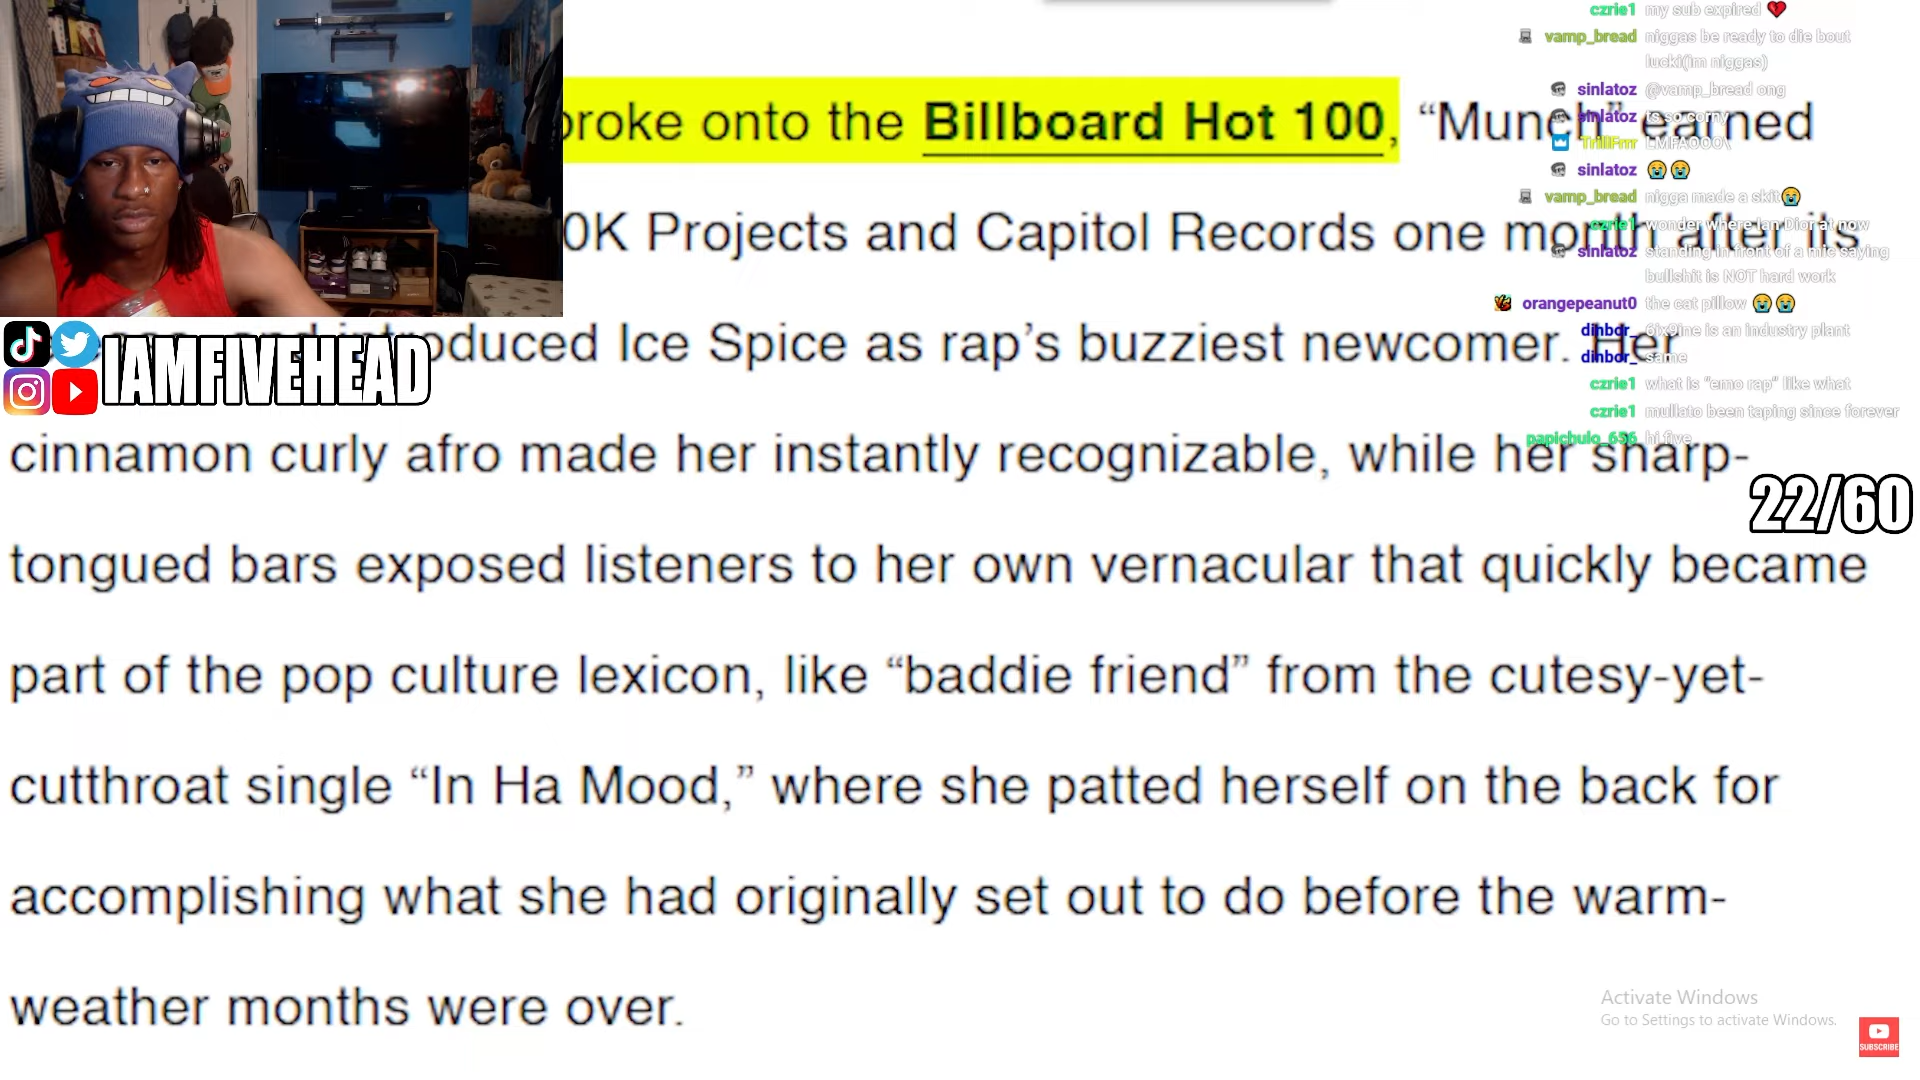 broke onto the Billboard Hot 100, “Munch” earned
0K Projects and Capitol Records one month after its
and introduced Ice Spice as rap’s buzziest newcomer. Her
cinnamon curly afro made her instantly recognizable, while her sharp-
tongued bars exposed listeners to her own vernacular that quickly became
part of the pop culture lexicon, like “baddie friend” from the cutesy-yet-
cutthroat single “In Ha Mood,” where she patted herself on the back for
accomplishing what she had originally set out to do before the warm-
weather months were over.
IAMFIVEHEAD
czrie1 my sub expired 💔
vamp_bread niggas be ready to die bout
lucki(im niggas)
sinlatoz @vamp_bread ong
sinlatoz ts so corny
TrillFrrr LMFAOOO\
sinlatoz 😭😭
vamp_bread nigga made a skit😭
czrie1 wonder where Ian Dior at now
sinlatoz standing in front of a mic saying
bullshit is NOT hard work
orangepeanut0 the cat pillow 😭😭
dinbor_ 6ix9ine is an industry plant
dinbor_ same
czrie1 what is “emo rap” like what
czrie1 mullato been taping since forever
papichulo_656 hi five
22/60
Activate Windows
Go to Settings to activate Windows.
SUBSCRIBE